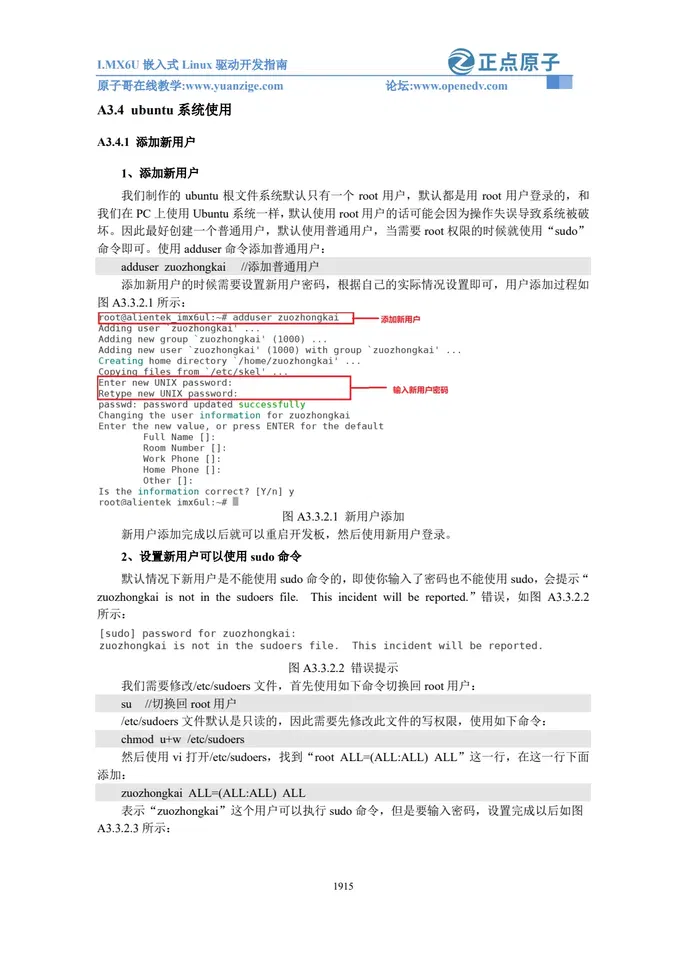 I.MX6U 嵌入式 Linux 驱动开发指南
正点原子
原子哥在线教学:www.yuanzige.com 论坛:www.openedv.com
A3.4 ubuntu 系统使用
A3.4.1 添加新用户
1、添加新用户
我们制作的 ubuntu 根文件系统默认只有一个 root 用户，默认都是用 root 用户登录的，和
我们在 PC 上使用 Ubuntu 系统一样，默认使用 root 用户的话可能会因为操作失误导致系统被破
坏。因此最好创建一个普通用户，默认使用普通用户，当需要 root 权限的时候就使用“sudo”
命令即可。使用 adduser 命令添加普通用户：
adduser zuozhongkai //添加普通用户
添加新用户的时候需要设置新用户密码，根据自己的实际情况设置即可，用户添加过程如
图 A3.3.2.1 所示：
root@alientek_imx6ul:~# adduser zuozhongkai 添加新用户
Adding user `zuozhongkai' ...
Adding new group `zuozhongkai' (1000) ...
Adding new user `zuozhongkai' (1000) with group `zuozhongkai' ...
Creating home directory `/home/zuozhongkai' ...
Copying files from `/etc/skel' ...
Enter new UNIX password:
Retype new UNIX password: 输入新用户密码
passwd: password updated successfully
Changing the user information for zuozhongkai
Enter the new value, or press ENTER for the default
Full Name []:
Room Number []:
Work Phone []:
Home Phone []:
Other []:
Is the information correct? [Y/n] y
root@alientek_imx6ul:~#
图 A3.3.2.1 新用户添加
新用户添加完成以后就可以重启开发板，然后使用新用户登录。
2、设置新用户可以使用 sudo 命令
默认情况下新用户是不能使用 sudo 命令的，即使你输入了密码也不能使用 sudo，会提示“
zuozhongkai is not in the sudoers file. This incident will be reported.”错误，如图 A3.3.2.2
所示：
[sudo] password for zuozhongkai:
zuozhongkai is not in the sudoers file. This incident will be reported.
图 A3.3.2.2 错误提示
我们需要修改/etc/sudoers 文件，首先使用如下命令切换回 root 用户：
su //切换回 root 用户
/etc/sudoers 文件默认是只读的，因此需要先修改此文件的写权限，使用如下命令：
chmod u+w /etc/sudoers
然后使用 vi 打开/etc/sudoers，找到“root ALL=(ALL:ALL) ALL”这一行，在这一行下面
添加：
zuozhongkai ALL=(ALL:ALL) ALL
表示“zuozhongkai”这个用户可以执行 sudo 命令，但是要输入密码，设置完成以后如图
A3.3.2.3 所示：
1915